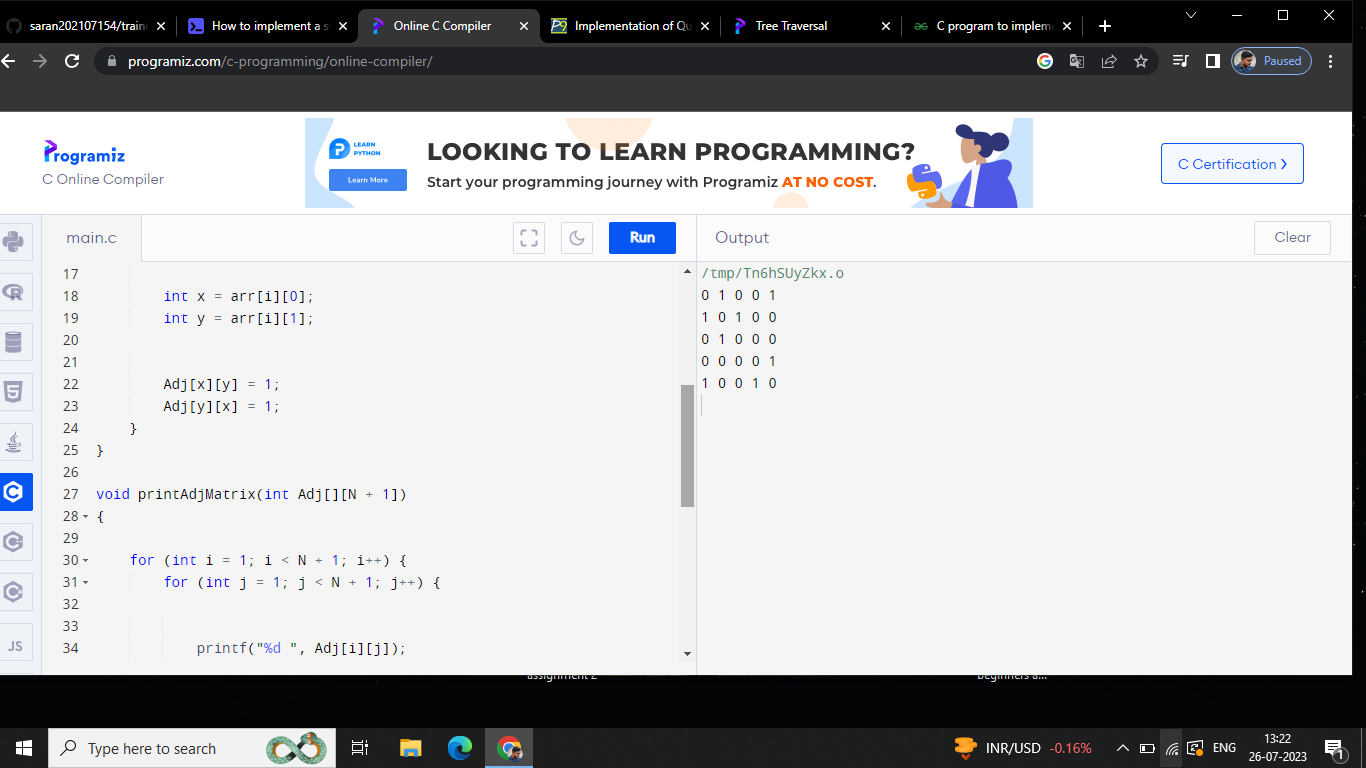 saran202107154/traini
How to implement a st
Online C Compiler
Implementation of Qu
Tree Traversal
C program to impleme
programiz.com/c-programming/online-compiler/
Paused
Programiz
C Online Compiler
LEARN
PYTHON
Learn More
LOOKING TO LEARN PROGRAMMING?
Start your programming journey with Programiz AT NO COST.
C Certification >
main.c
Run
Output
Clear
17
18 int x = arr[i][0];
19 int y = arr[i][1];
20
21
22 Adj[x][y] = 1;
23 Adj[y][x] = 1;
24 }
25 }
26
27 void printAdjMatrix(int Adj[][N + 1])
28 {
29
30 for (int i = 1; i < N + 1; i++) {
31 for (int j = 1; j < N + 1; j++) {
32
33
34 printf("%d ", Adj[i][j]);
/tmp/Tn6hSUyZkx.o
0 1 0 0 1
1 0 1 0 0
0 1 0 0 0
0 0 0 0 1
1 0 0 1 0
JS
assignment 2
beginners a...
Type here to search
INR/USD -0.16%
ENG
13:22
26-07-2023
1